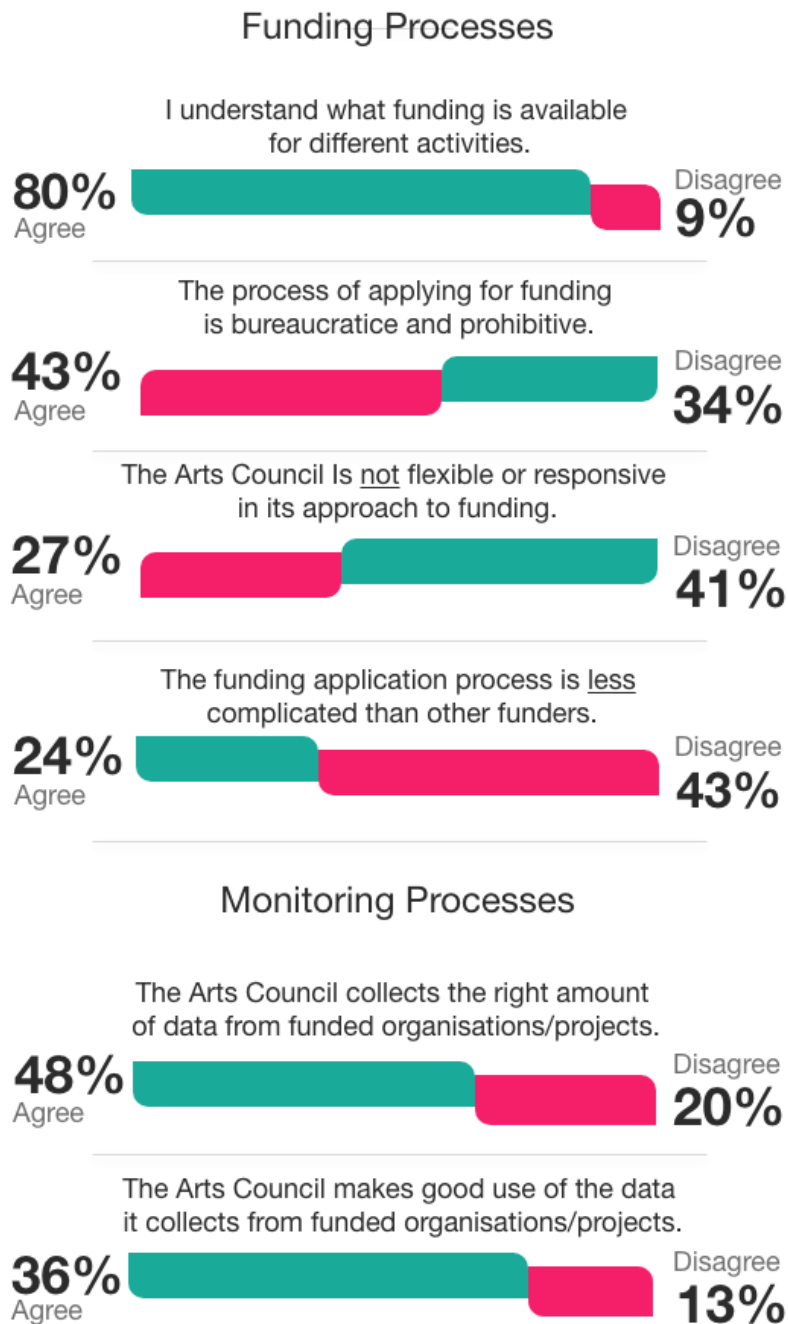 Funding Processes
I understand what funding is available
for different activities.
80%
Agree
Disagree
9%
The process of applying for funding
is bureaucratice and prohibitive.
43%
Agree
Disagree
34%
The Arts Council Is not flexible or responsive
in its approach to funding.
27%
Agree
Disagree
41%
The funding application process is less
complicated than other funders.
24%
Agree
Disagree
43%
Monitoring Processes
The Arts Council collects the right amount
of data from funded organisations/projects.
48%
Agree
Disagree
20%
The Arts Council makes good use of the data
it collects from funded organisations/projects.
36%
Agree
Disagree
13%